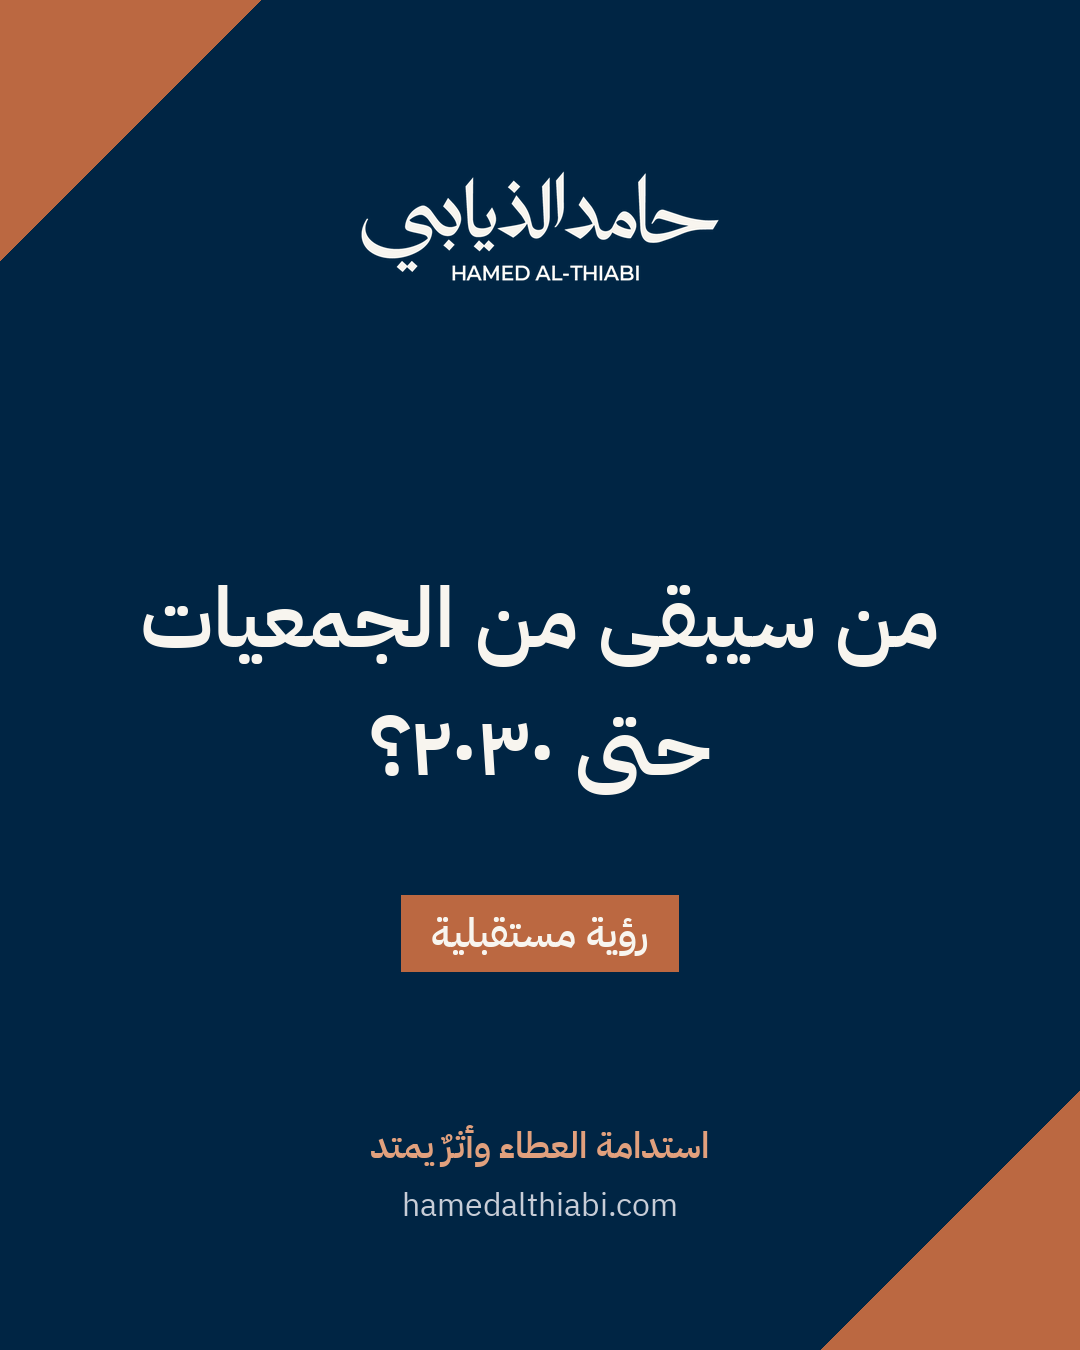 حامد الذيابي
HAMED AL-THIABI
من سيبقى من الجمعيات
حتى ٢٠٣٠؟
رؤية مستقبلية
استدامة العطاء وأثرٌ يمتد
hamedalthiabi.com